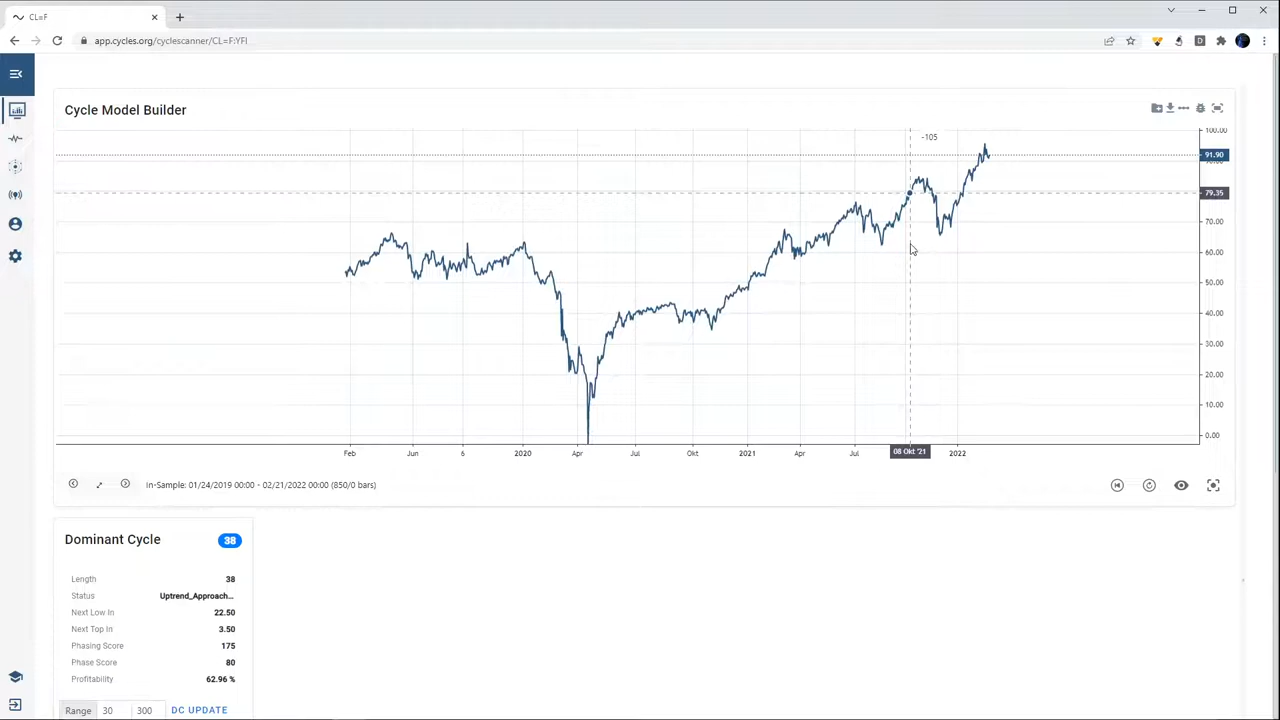 CL=F
app.cycles.org/cyclescanner/CL=F:YFI
Cycle Model Builder
-105
100.00
91.90
79.35
70.00
60.00
50.00
40.00
30.00
20.00
10.00
0.00
Feb Jun 6 2020 Apr Jul Okt 2021 Apr Jul 08 Okt '21 2022
In-Sample: 01/24/2019 00:00 - 02/21/2022 00:00 (850/0 bars)
Dominant Cycle 38
Length 38
Status Uptrend_Approach...
Next Low In 22.50
Next Top In 3.50
Phasing Score 175
Phase Score 80
Profitability 62.96 %
Range 30 300 DC UPDATE